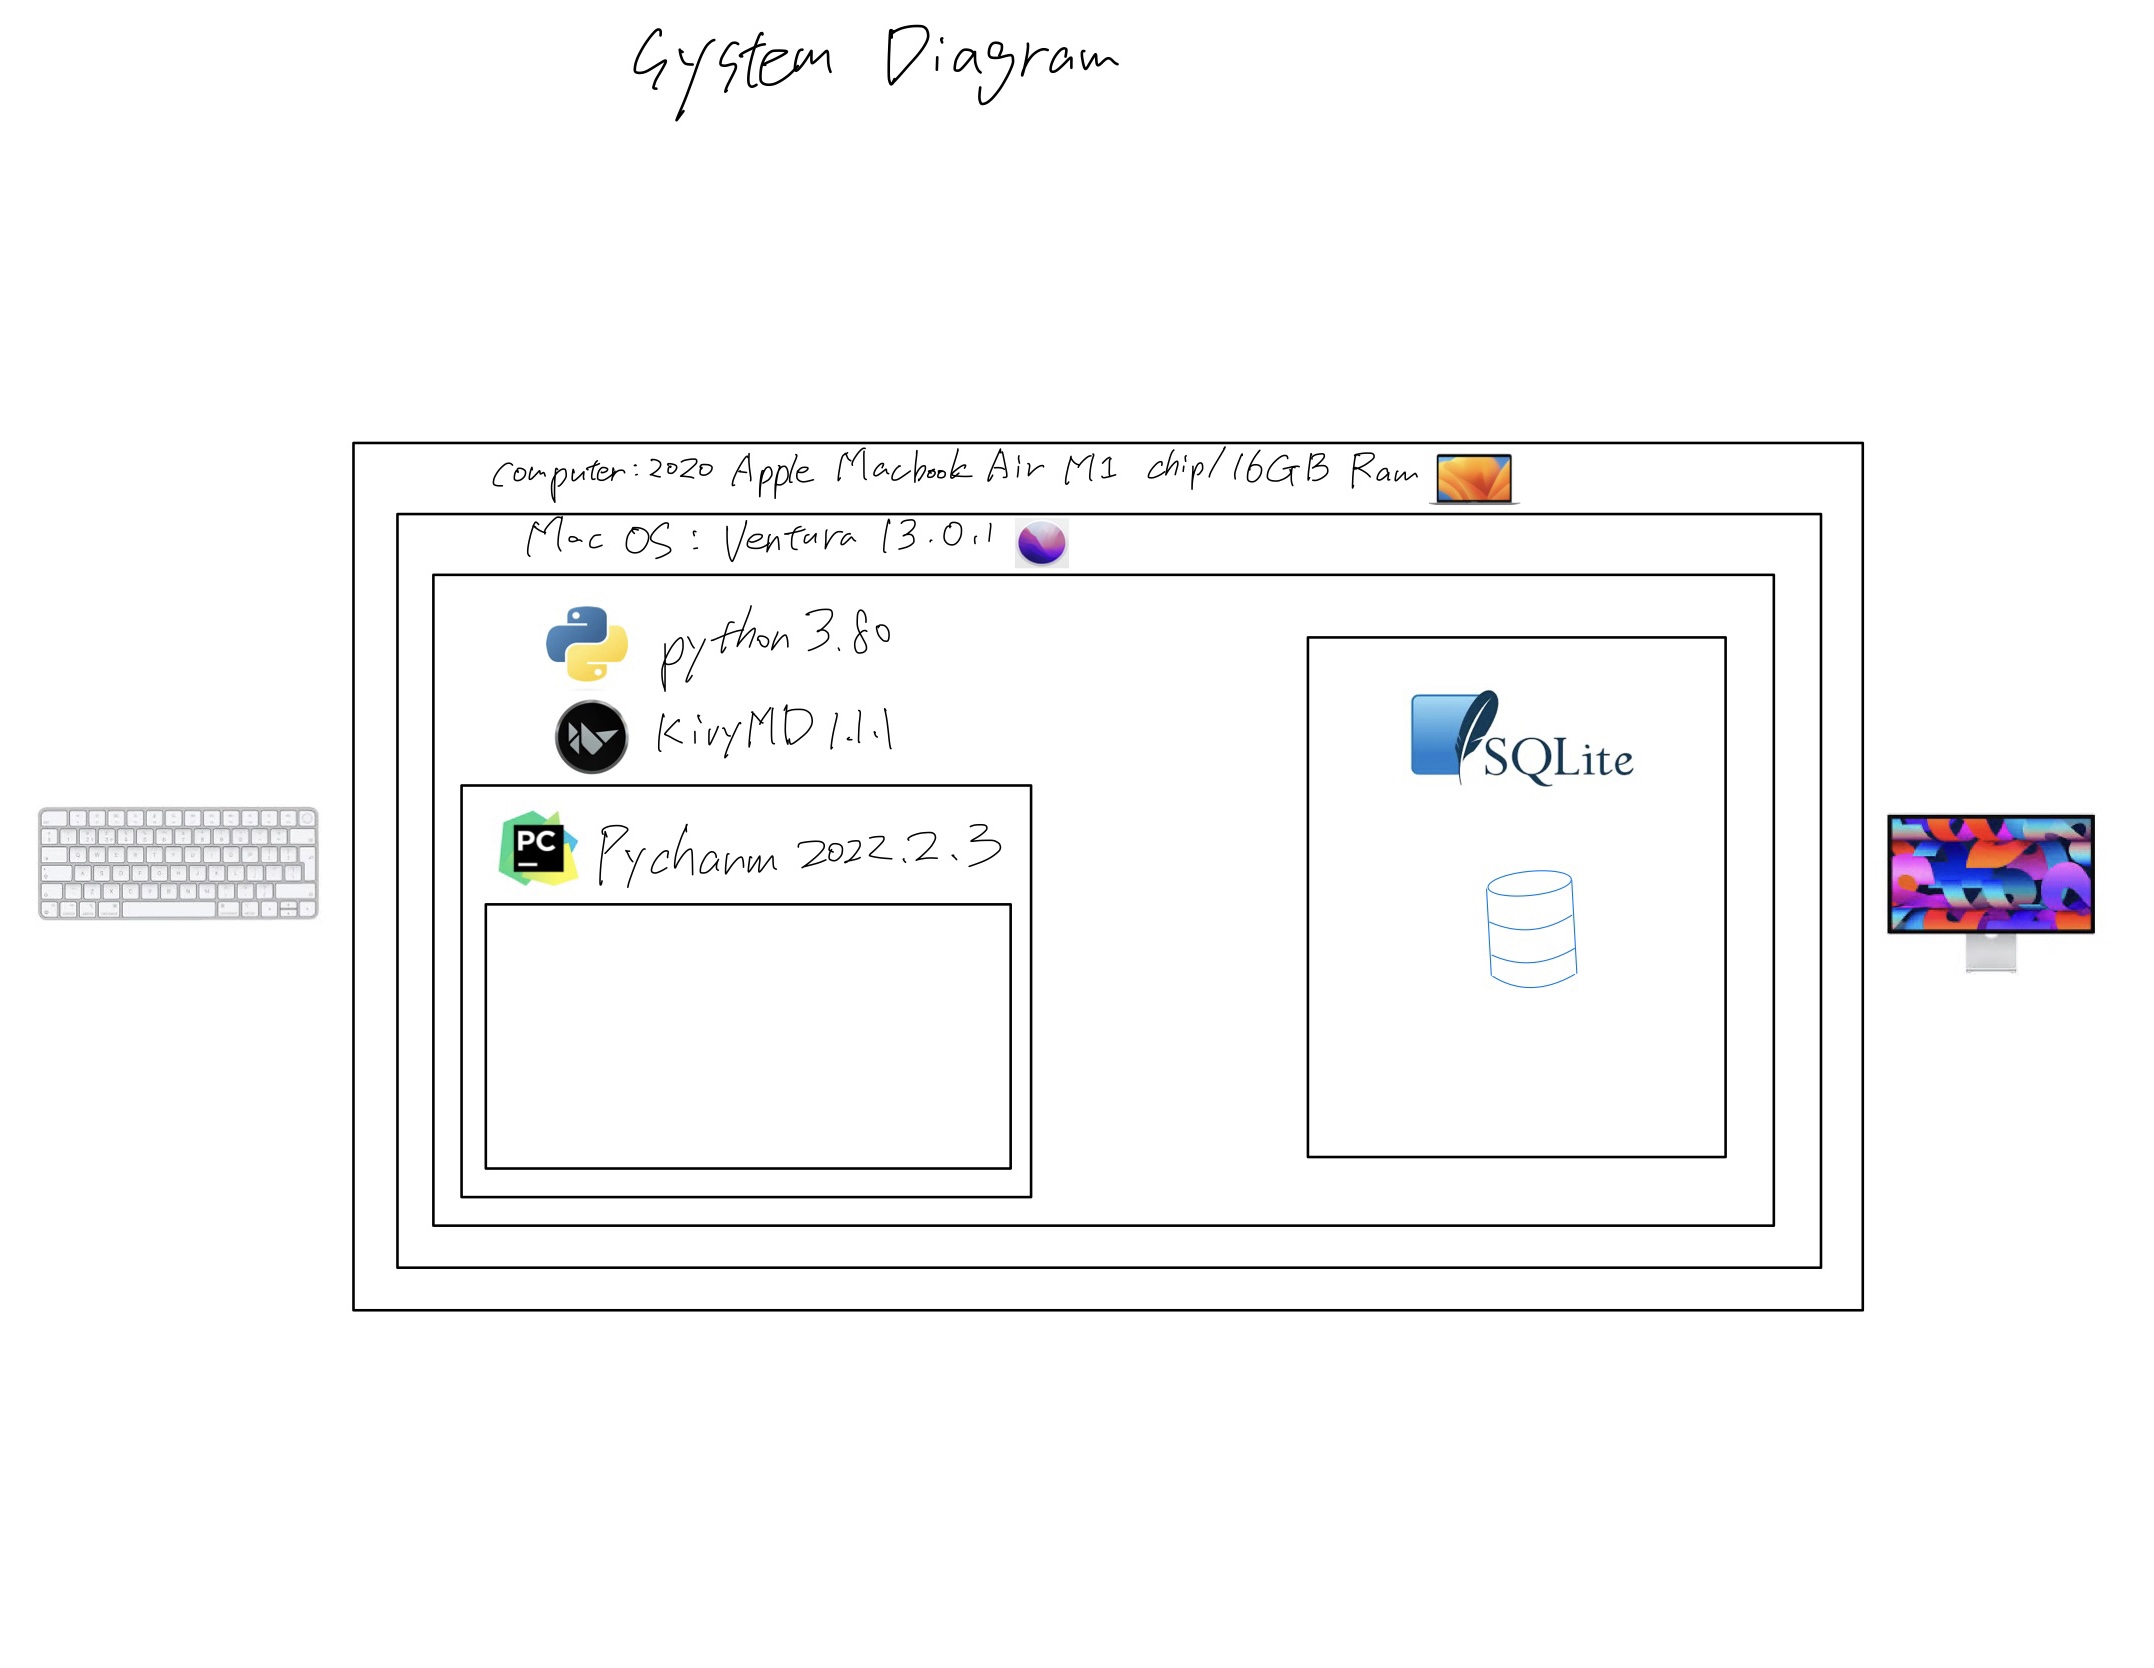 System Diagram
computer: 2020 Apple Macbook Air M1 chip/16GB Ram
Mac OS: Ventura 13.0.1
python 3.80
KivyMD 1.1.1
PC
Pycharm 2022.2.3
SQLite